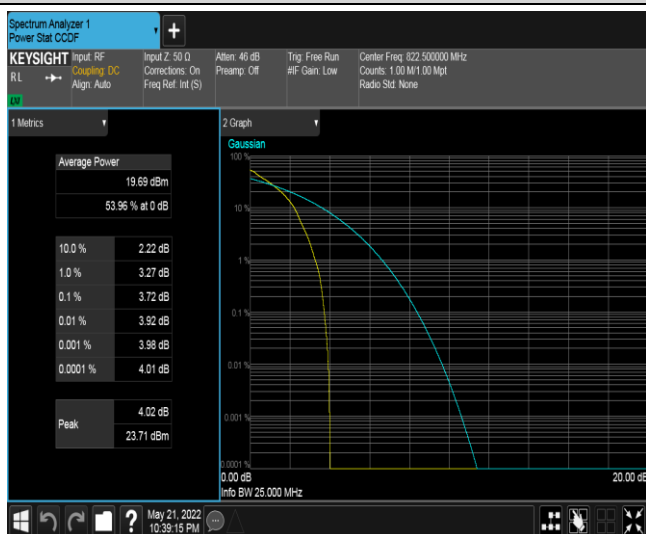 Spectrum Analyzer 1
Power Stat CCDF
+
KEYSIGHT
RL
Input: RF
Coupling: DC
Align: Auto
Input Z: 50 Ω
Corrections: On
Freq Ref: Int (S)
Atten: 46 dB
Preamp: Off
Trig: Free Run
#IF Gain: Low
Center Freq: 822.500000 MHz
Counts: 1.00 M/1.00 Mpt
Radio Std: None
1 Metrics
Average Power
19.69 dBm
53.96 % at 0 dB
10.0 % 2.22 dB
1.0 % 3.27 dB
0.1 % 3.72 dB
0.01 % 3.92 dB
0.001 % 3.98 dB
0.0001 % 4.01 dB
Peak
4.02 dB
23.71 dBm
2 Graph
Gaussian
100 %
10 %
1 %
0.1 %
0.01 %
0.001 %
0.0001 %
0.00 dB
20.00 dB
Info BW 25.000 MHz
?
May 21, 2022
10:39:15 PM